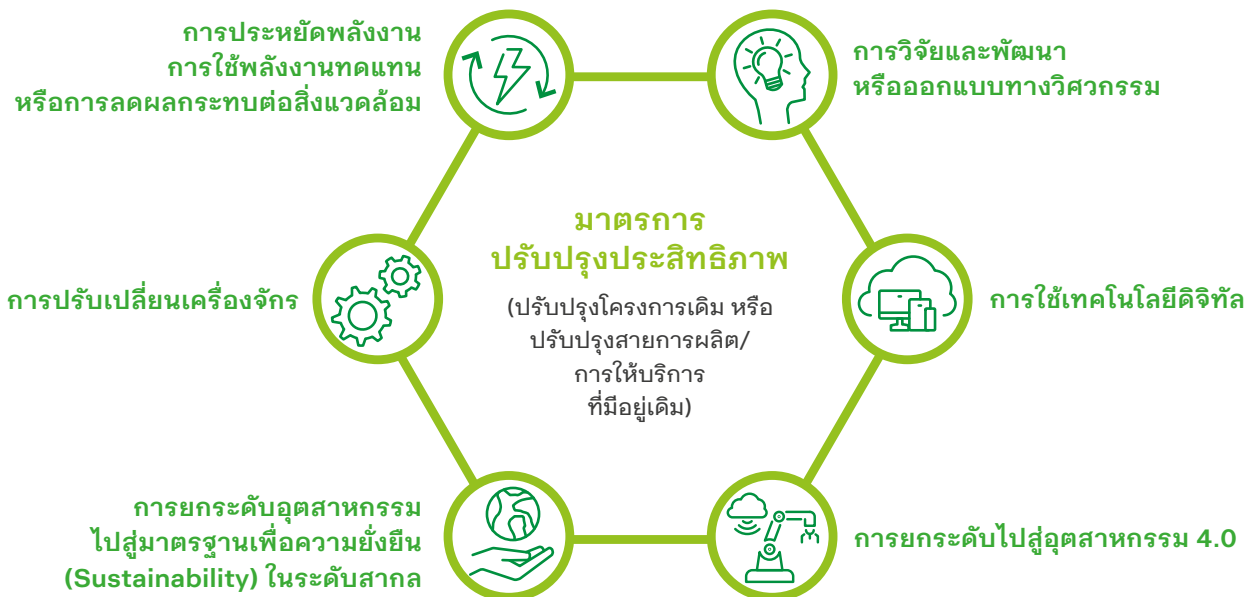 การประหยัดพลังงาน
การใช้พลังงานทดแทน
หรือการลดผลกระทบต่อสิ่งแวดล้อม
การวิจัยและพัฒนา
หรือออกแบบทางวิศวกรรม
มาตรการ
ปรับปรุงประสิทธิภาพ
(ปรับปรุงโครงการเดิม หรือ
ปรับปรุงสายการผลิต/
การให้บริการ
ที่มีอยู่เดิม)
การปรับเปลี่ยนเครื่องจักร
การใช้เทคโนโลยีดิจิทัล
การยกระดับอุตสาหกรรม
ไปสู่มาตรฐานเพื่อความยั่งยืน
(Sustainability) ในระดับสากล
การยกระดับไปสู่อุตสาหกรรม 4.0